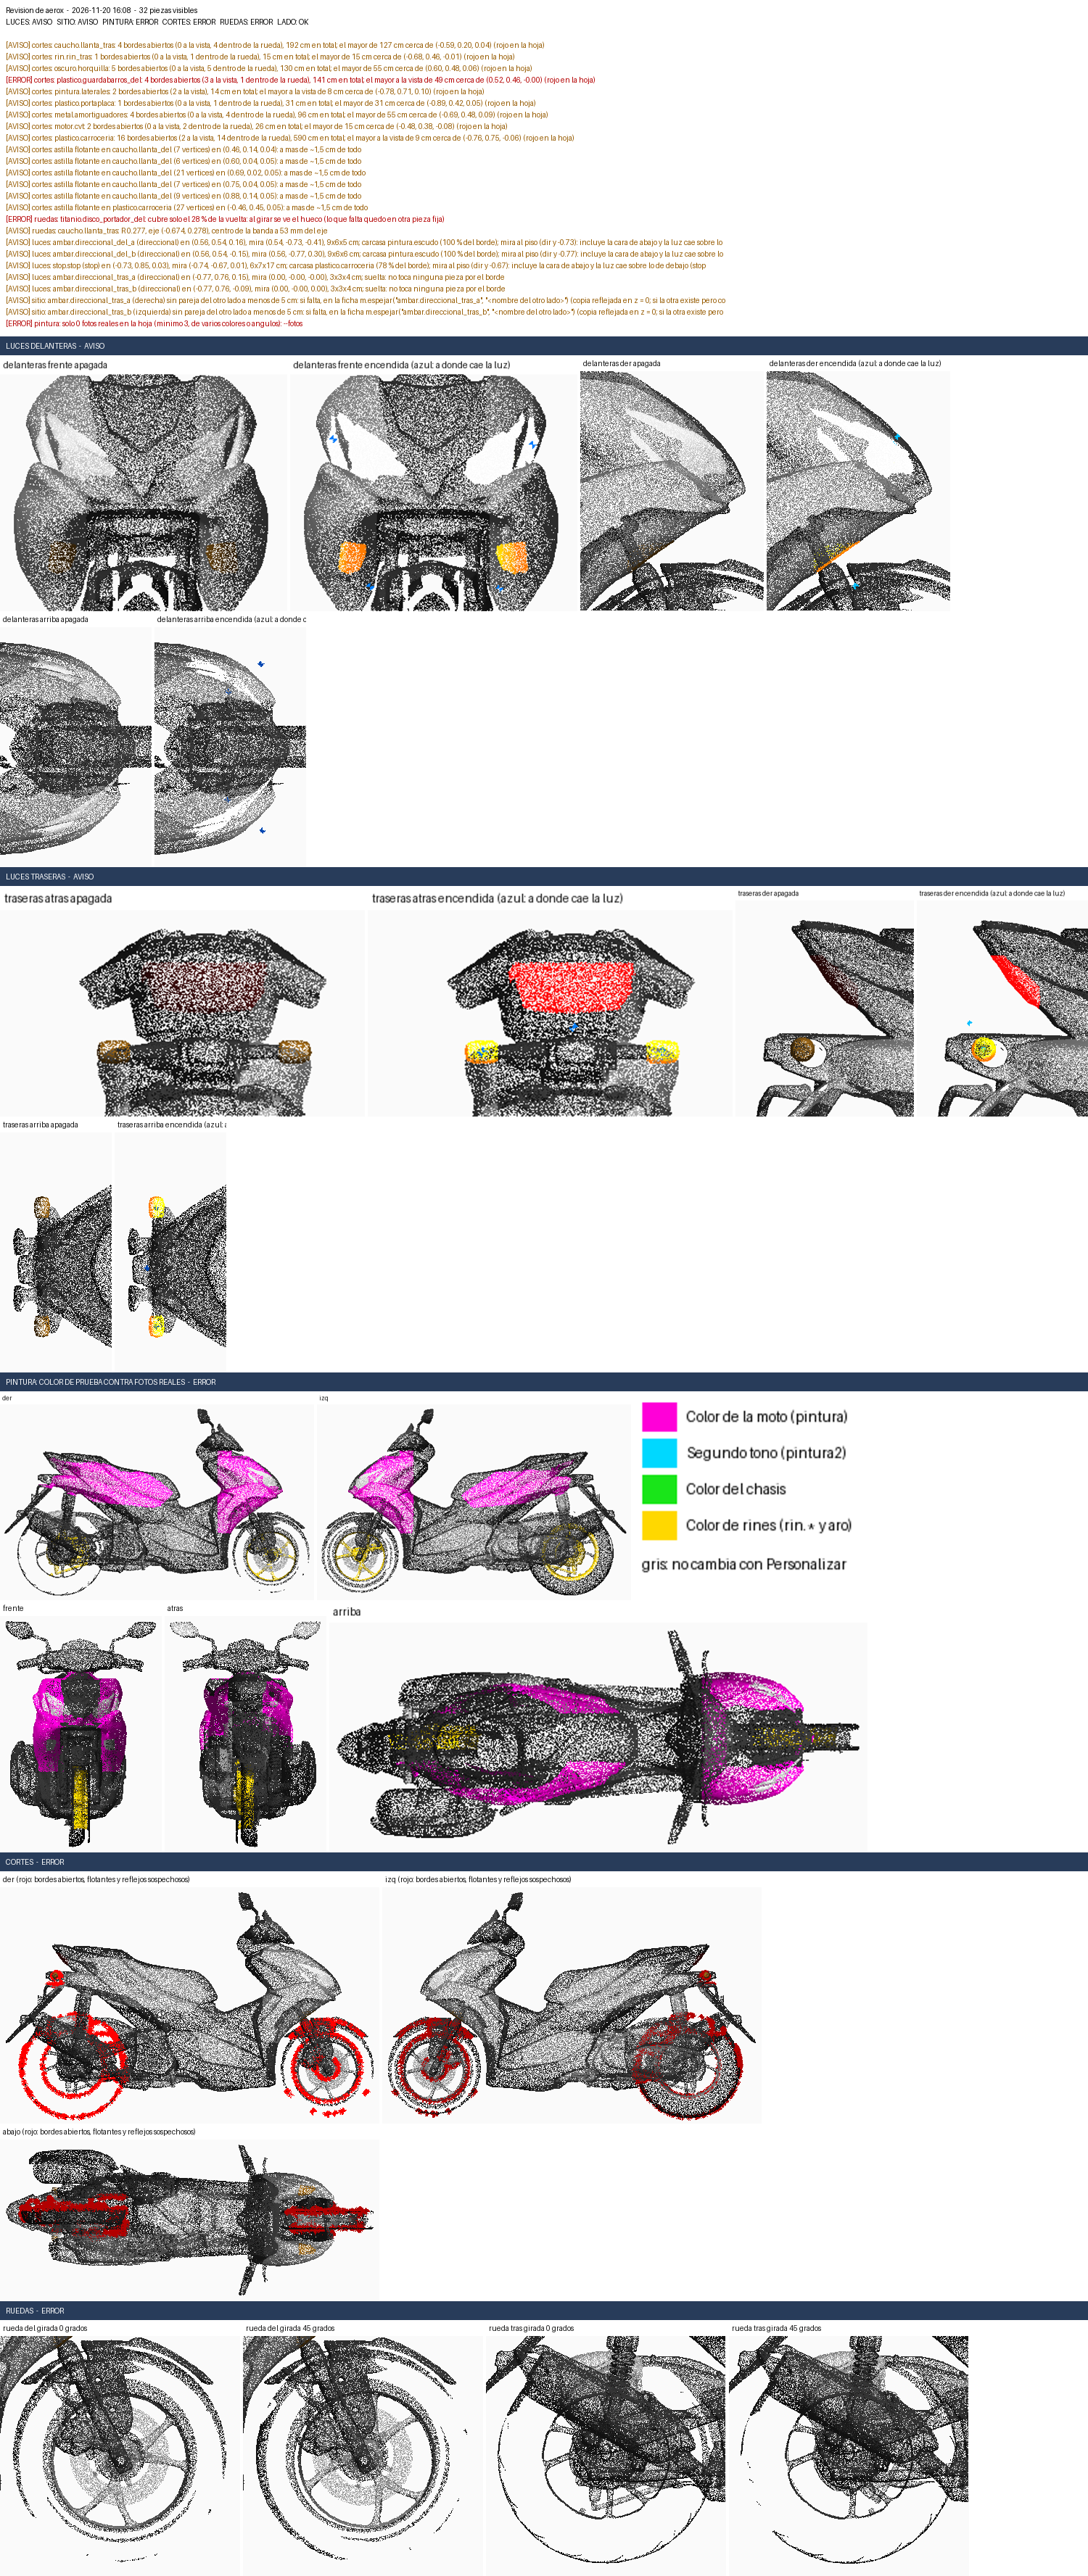 Revision de aerox - 2026-11-20 16:08 - 32 piezas visibles
LUCES: AVISO SITIO: AVISO PINTURA: ERROR CORTES: ERROR RUEDAS: ERROR LADO: OK
[AVISO] cortes: caucho.llanta_tras: 4 bordes abiertos (0 a la vista, 4 dentro de la rueda), 192 cm en total; el mayor de 127 cm cerca de (-0.59, 0.20, 0.04) (rojo en la hoja)
[AVISO] cortes: rin.rin_tras: 1 bordes abiertos (0 a la vista, 1 dentro de la rueda), 15 cm en total; el mayor de 15 cm cerca de (-0.68, 0.46, -0.01) (rojo en la hoja)
[AVISO] cortes: oscuro.horquilla: 5 bordes abiertos (0 a la vista, 5 dentro de la rueda), 130 cm en total; el mayor de 55 cm cerca de (0.60, 0.48, 0.06) (rojo en la hoja)
[ERROR] cortes: plastico.guardabarros_del: 4 bordes abiertos (3 a la vista, 1 dentro de la rueda), 141 cm en total; el mayor a la vista de 49 cm cerca de (0.52, 0.46, -0.00) (rojo en la hoja)
[AVISO] cortes: pintura.laterales: 2 bordes abiertos (2 a la vista), 14 cm en total; el mayor a la vista de 8 cm cerca de (-0.78, 0.71, 0.10) (rojo en la hoja)
[AVISO] cortes: plastico.portaplaca: 1 bordes abiertos (0 a la vista, 1 dentro de la rueda), 31 cm en total; el mayor de 31 cm cerca de (-0.89, 0.42, 0.05) (rojo en la hoja)
[AVISO] cortes: metal.amortiguadores: 4 bordes abiertos (0 a la vista, 4 dentro de la rueda), 96 cm en total; el mayor de 55 cm cerca de (-0.69, 0.48, 0.09) (rojo en la hoja)
[AVISO] cortes: motor.cvt: 2 bordes abiertos (0 a la vista, 2 dentro de la rueda), 26 cm en total; el mayor de 15 cm cerca de (-0.48, 0.38, -0.08) (rojo en la hoja)
[AVISO] cortes: plastico.carroceria: 16 bordes abiertos (2 a la vista, 14 dentro de la rueda), 590 cm en total; el mayor a la vista de 9 cm cerca de (-0.76, 0.75, -0.06) (rojo en la hoja)
[AVISO] cortes: astilla flotante en caucho.llanta_del (7 vertices) en (0.46, 0.14, 0.04): a mas de ~1,5 cm de todo
[AVISO] cortes: astilla flotante en caucho.llanta_del (6 vertices) en (0.60, 0.04, 0.05): a mas de ~1,5 cm de todo
[AVISO] cortes: astilla flotante en caucho.llanta_del (21 vertices) en (0.69, 0.02, 0.05): a mas de ~1,5 cm de todo
[AVISO] cortes: astilla flotante en caucho.llanta_del (7 vertices) en (0.75, 0.04, 0.05): a mas de ~1,5 cm de todo
[AVISO] cortes: astilla flotante en caucho.llanta_del (9 vertices) en (0.88, 0.14, 0.05): a mas de ~1,5 cm de todo
[AVISO] cortes: astilla flotante en plastico.carroceria (27 vertices) en (-0.46, 0.45, 0.05): a mas de ~1,5 cm de todo
[ERROR] ruedas: titanio.disco_portador_del: cubre solo el 28 % de la vuelta: al girar se ve el hueco (lo que falta quedo en otra pieza fija)
[AVISO] ruedas: caucho.llanta_tras: R 0.277, eje (-0.674, 0.278), centro de la banda a 53 mm del eje
[AVISO] luces: ambar.direccional_del_a (direccional) en (0.56, 0.54, 0.16), mira (0.54, -0.73, -0.41), 9x6x5 cm; carcasa pintura.escudo (100 % del borde); mira al piso (dir y -0.73): incluye la cara de abajo y la luz cae sobre lo
[AVISO] luces: ambar.direccional_del_b (direccional) en (0.56, 0.54, -0.15), mira (0.56, -0.77, 0.30), 9x6x6 cm; carcasa pintura.escudo (100 % del borde); mira al piso (dir y -0.77): incluye la cara de abajo y la luz cae sobre lo
[AVISO] luces: stop.stop (stop) en (-0.73, 0.85, 0.03), mira (-0.74, -0.67, 0.01), 6x7x17 cm; carcasa plastico.carroceria (78 % del borde); mira al piso (dir y -0.67): incluye la cara de abajo y la luz cae sobre lo de debajo (stop
[AVISO] luces: ambar.direccional_tras_a (direccional) en (-0.77, 0.76, 0.15), mira (0.00, -0.00, -0.00), 3x3x4 cm; suelta: no toca ninguna pieza por el borde
[AVISO] luces: ambar.direccional_tras_b (direccional) en (-0.77, 0.76, -0.09), mira (0.00, -0.00, 0.00), 3x3x4 cm; suelta: no toca ninguna pieza por el borde
[AVISO] sitio: ambar.direccional_tras_a (derecha) sin pareja del otro lado a menos de 5 cm: si falta, en la ficha m.espejar("ambar.direccional_tras_a", "<nombre del otro lado>") (copia reflejada en z = 0; si la otra existe pero co
[AVISO] sitio: ambar.direccional_tras_b (izquierda) sin pareja del otro lado a menos de 5 cm: si falta, en la ficha m.espejar("ambar.direccional_tras_b", "<nombre del otro lado>") (copia reflejada en z = 0; si la otra existe pero
[ERROR] pintura: solo 0 fotos reales en la hoja (minimo 3, de varios colores o angulos): --fotos
LUCES DELANTERAS - AVISO
delanteras frente apagada
delanteras frente encendida (azul: a donde cae la luz)
delanteras der apagada
delanteras der encendida (azul: a donde cae la luz)
delanteras arriba apagada
delanteras arriba encendida (azul: a donde c
LUCES TRASERAS - AVISO
traseras atras apagada
traseras atras encendida (azul: a donde cae la luz)
traseras der apagada
traseras der encendida (azul: a donde cae la luz)
traseras arriba apagada
traseras arriba encendida (azul: a
PINTURA: COLOR DE PRUEBA CONTRA FOTOS REALES - ERROR
der
izq
Color de la moto (pintura)
Segundo tono (pintura2)
Color del chasis
Color de rines (rin.* y aro)
gris: no cambia con Personalizar
frente
atras
arriba
CORTES - ERROR
der (rojo: bordes abiertos, flotantes y reflejos sospechosos)
izq (rojo: bordes abiertos, flotantes y reflejos sospechosos)
abajo (rojo: bordes abiertos, flotantes y reflejos sospechosos)
RUEDAS - ERROR
rueda del girada 0 grados
rueda del girada 45 grados
rueda tras girada 0 grados
rueda tras girada 45 grados